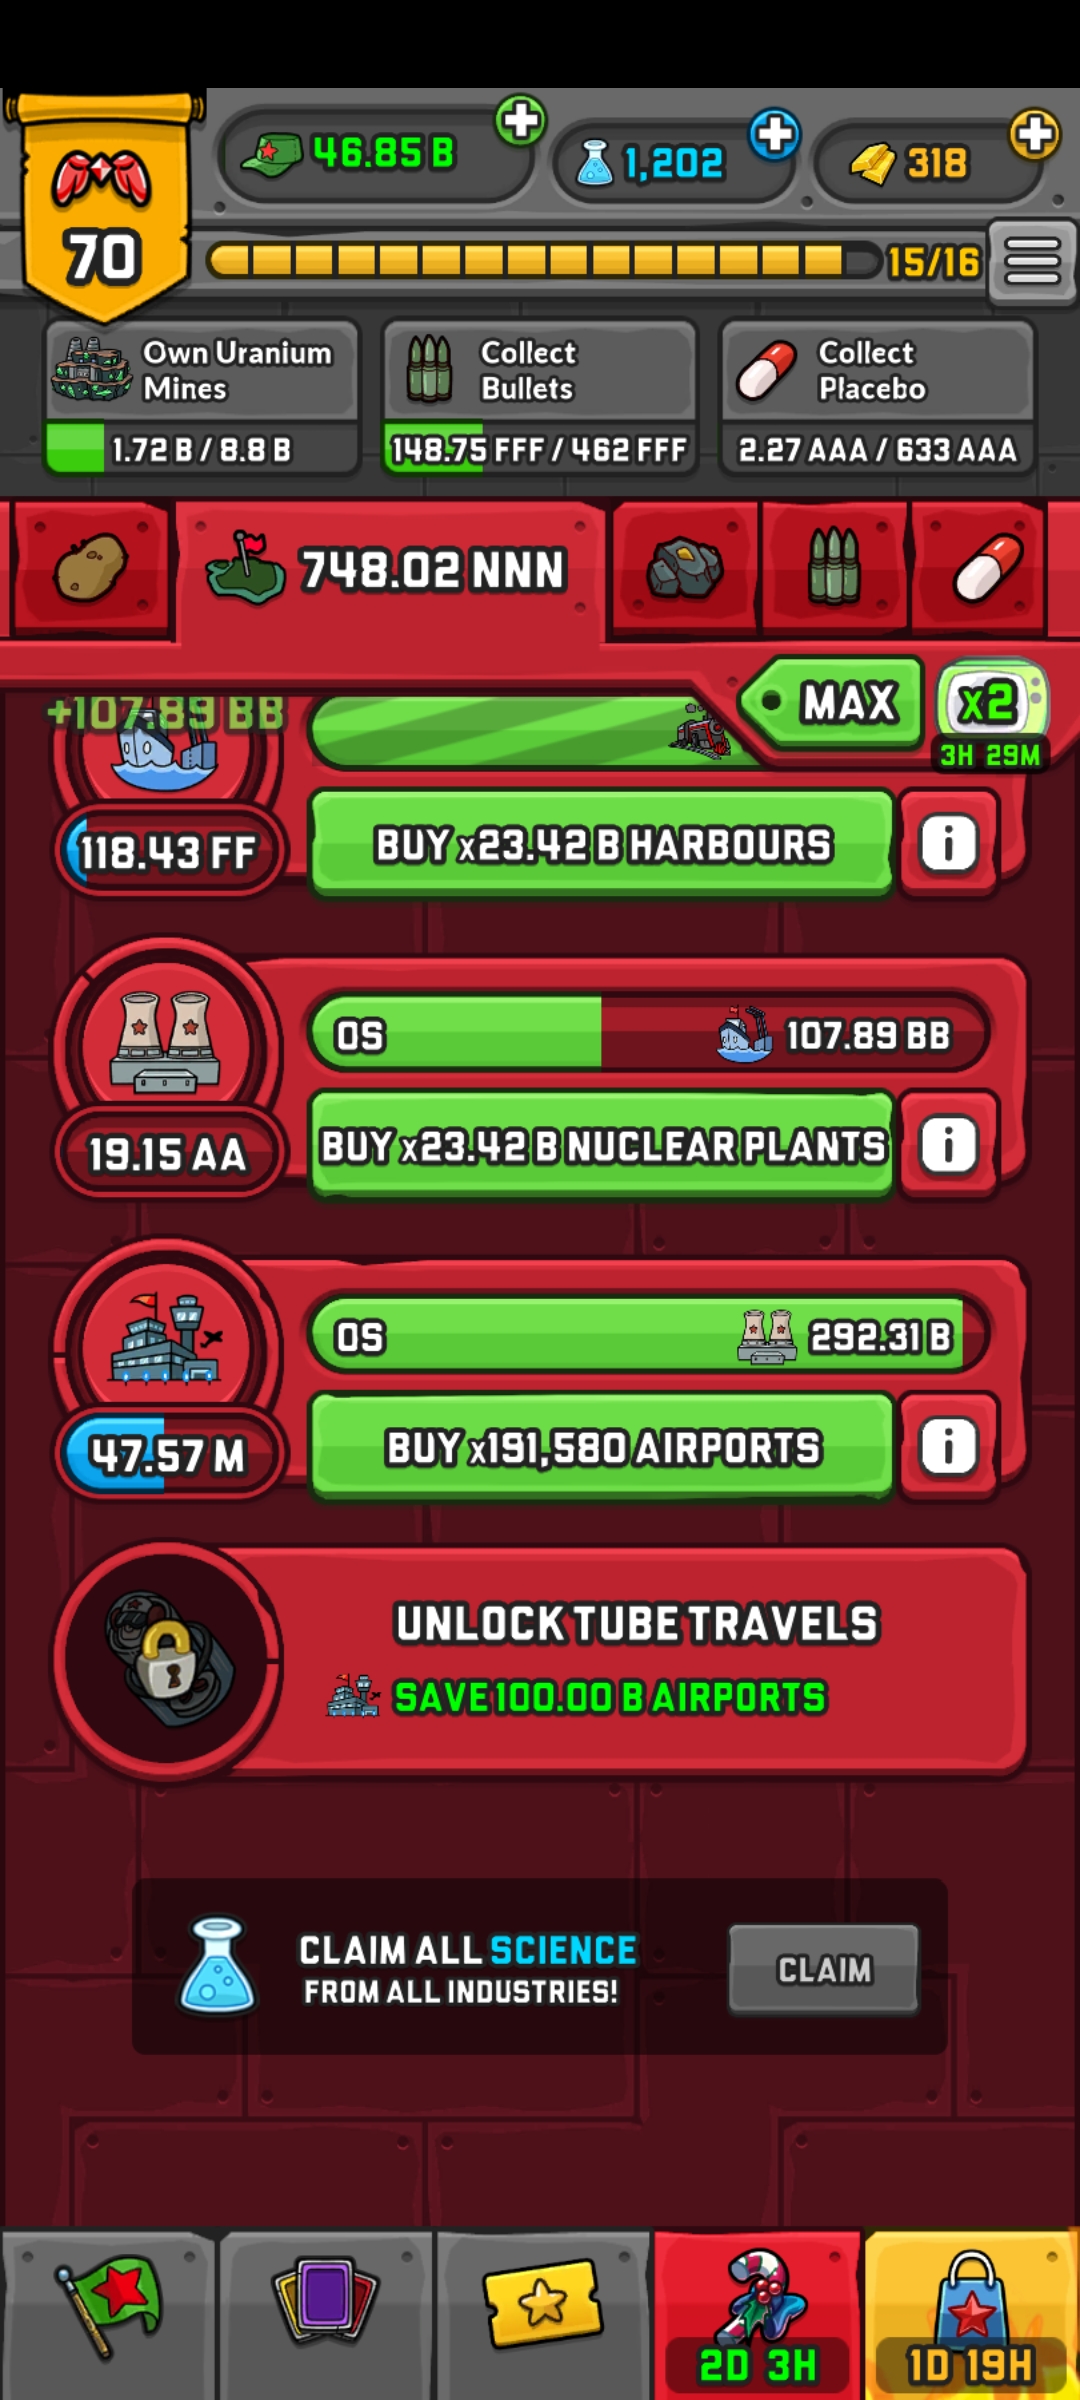 46.85 B
1,202
318
70
15/16
Own Uranium
Mines
1.72 B / 8.8 B
Collect
Bullets
148.75 FFF / 462 FFF
Collect
Placebo
2.27 AAA / 633 AAA
748.02 NNN
MAX
x2
3H 29M
+107.89 BB
118.43 FF
BUY x23.42 B HARBOURS
i
0S
107.89 BB
19.15 AA
BUY x23.42 B NUCLEAR PLANTS
i
0S
292.31 B
47.57 M
BUY x191,580 AIRPORTS
i
UNLOCK TUBE TRAVELS
SAVE 100.00 B AIRPORTS
CLAIM ALL SCIENCE
FROM ALL INDUSTRIES!
CLAIM
2D 3H
1D 19H